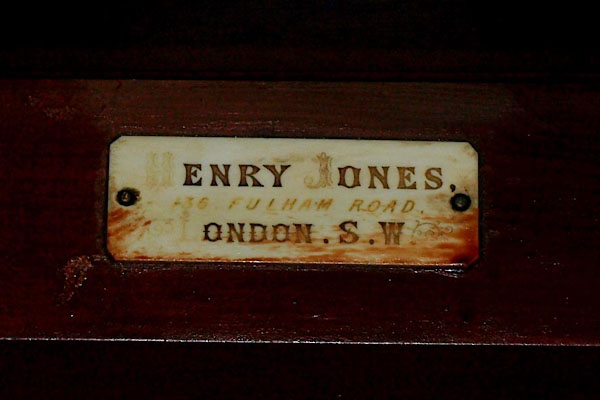 HENRY JONES,
136 FULHAM ROAD.
LONDON. S.W.